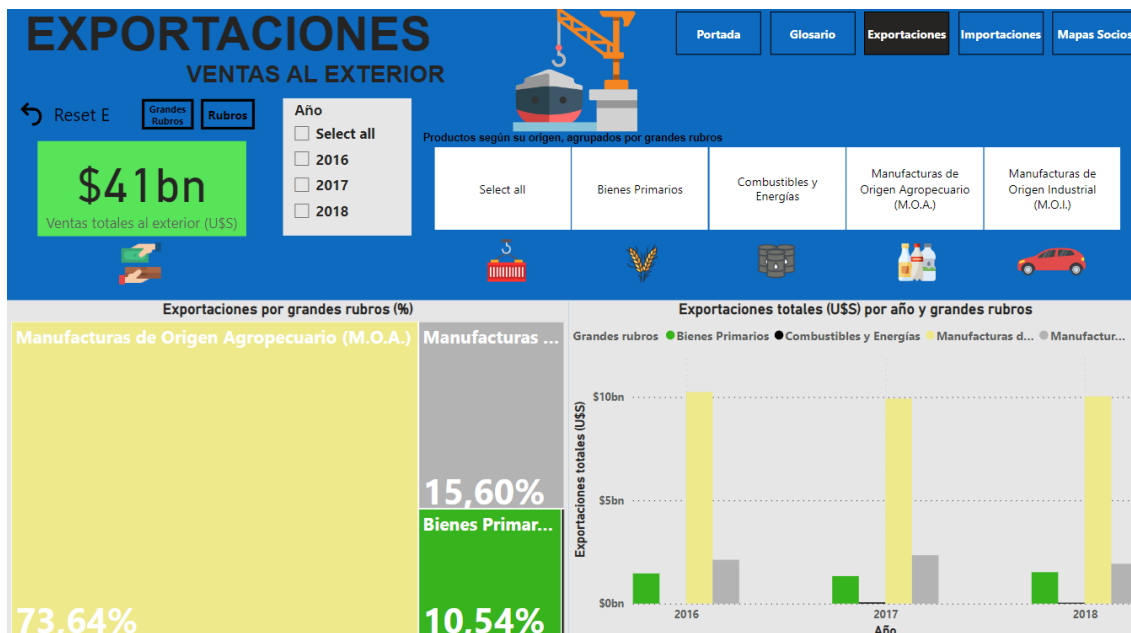 EXPORTACIONES
VENTAS AL EXTERIOR
Portada
Glosario
Exportaciones
Importaciones
Mapas Socios
Reset E
Grandes
Rubros
Rubros
Año
Select all
2016
2017
2018
$41bn
Ventas totales al exterior (U$S)
Productos según su origen, agrupados por grandes rubros
Select all
Bienes Primarios
Combustibles y
Energías
Manufacturas de
Origen Agropecuario
(M.O.A.)
Manufacturas de
Origen Industrial
(M.O.I.)
Exportaciones por grandes rubros (%)
Manufacturas de Origen Agropecuario (M.O.A.)
73,64%
Manufacturas ...
15,60%
Bienes Primar...
10,54%
Exportaciones totales (U$S) por año y grandes rubros
Grandes rubros Bienes Primarios Combustibles y Energías Manufacturas d... Manufactur...
Exportaciones totales (U$S)
$10bn
$5bn
$0bn
2016
2017
2018
Año